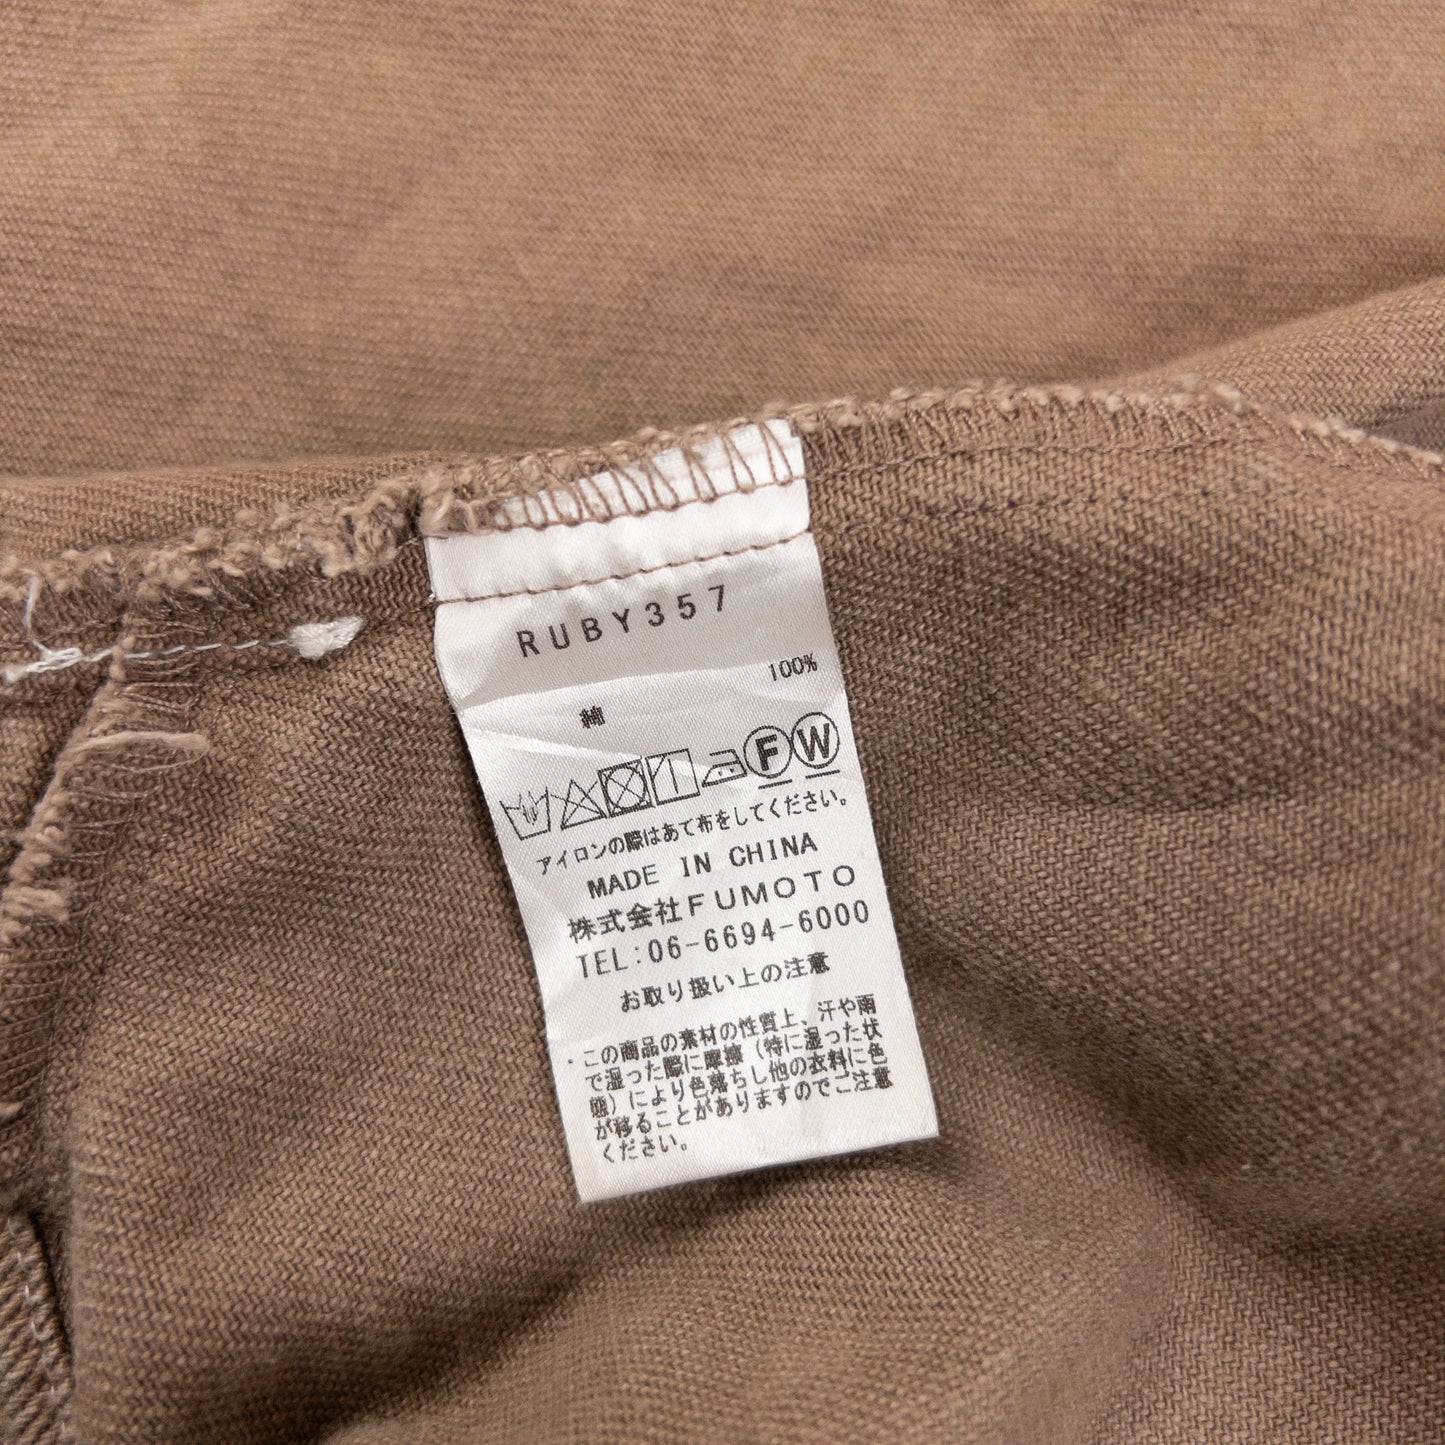 RUBY357
100%
綿
F W
アイロンの際はあて布をしてください。
MADE IN CHINA
株式会社FUMOTO
TEL:06-6694-6000
お取り扱い上の注意
・この商品の素材の性質上、汗や雨
で湿った際に摩擦(特に湿った状
態)により色落ちし他の衣料に色
が移ることがありますのでご注意
ください。